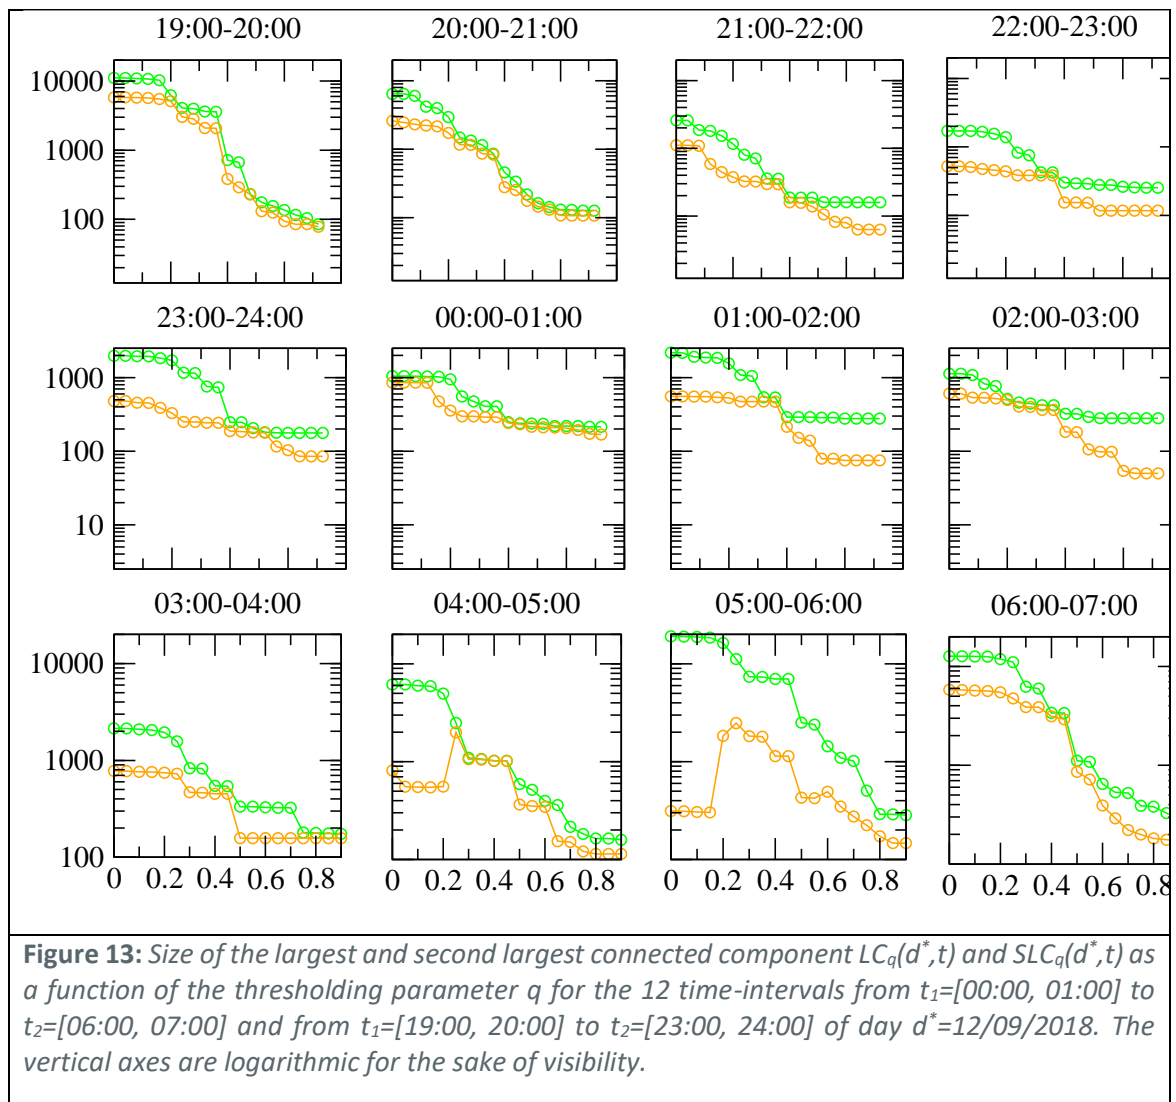 19:00-20:00 20:00-21:00 21:00-22:00 22:00-23:00
10000
1000
100
23:00-24:00 00:00-01:00 01:00-02:00 02:00-03:00
1000
100
10
03:00-04:00 04:00-05:00 05:00-06:00 06:00-07:00
10000
1000
100
0 0.2 0.4 0.6 0.8 0 0.2 0.4 0.6 0.8 0 0.2 0.4 0.6 0.8 0 0.2 0.4 0.6 0.8
Figure 13: Size of the largest and second largest connected component LCq(d*,t) and SLCq(d*,t) as
a function of the thresholding parameter q for the 12 time-intervals from t1=[00:00, 01:00] to
t2=[06:00, 07:00] and from t1=[19:00, 20:00] to t2=[23:00, 24:00] of day d*=12/09/2018. The
vertical axes are logarithmic for the sake of visibility.